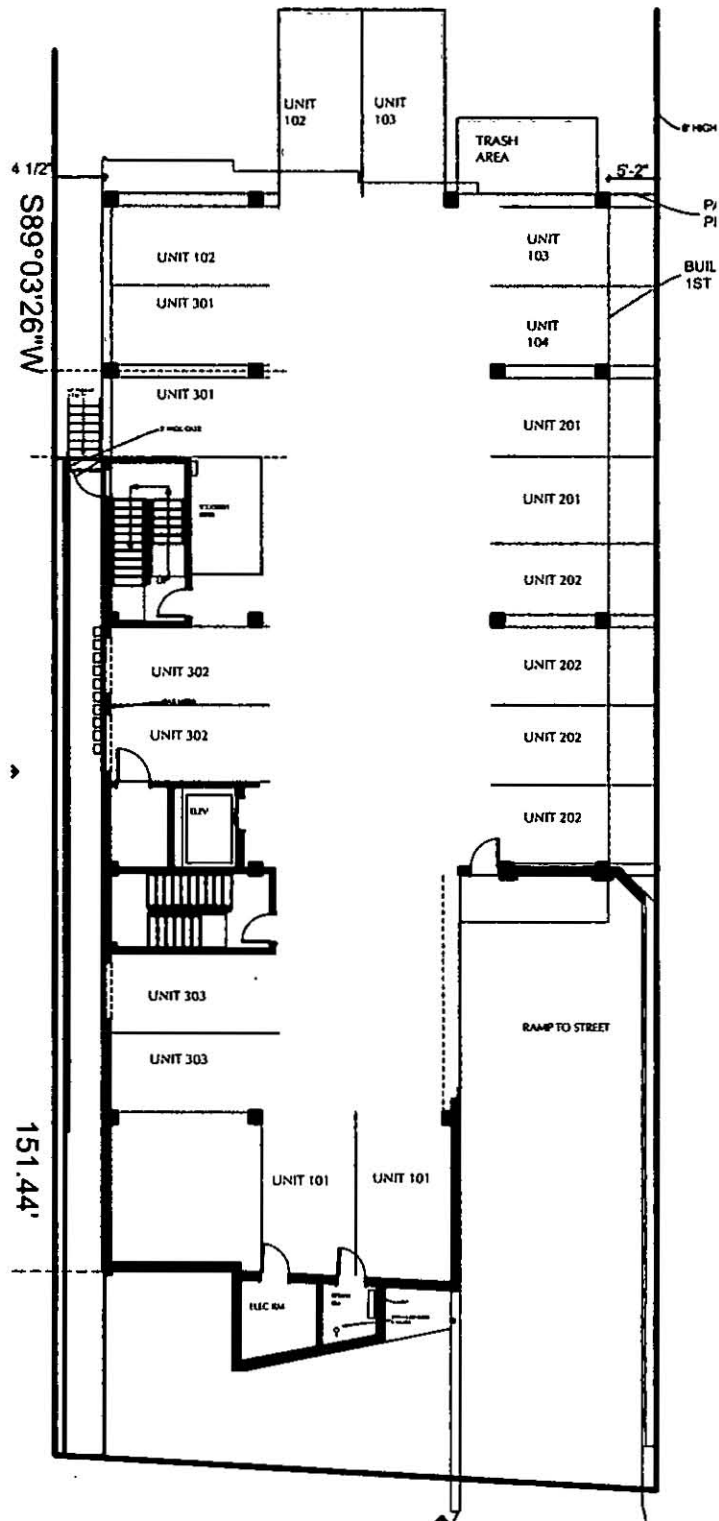 UNIT
102
UNIT
103
TRASH
AREA
6' HIGH
4 1/2"
5'-2"
S89°03'26"W
UNIT 102
UNIT
103
BUIL
1ST
UNIT 301
UNIT
104
UNIT 301
UNIT 201
UNIT 201
UP
UNIT 202
UNIT 302
UNIT 202
UNIT 302
UNIT 202
ELEV
UNIT 202
UNIT 303
RAMP TO STREET
UNIT 303
151.44'
UNIT 101
UNIT 101
ELEC RM